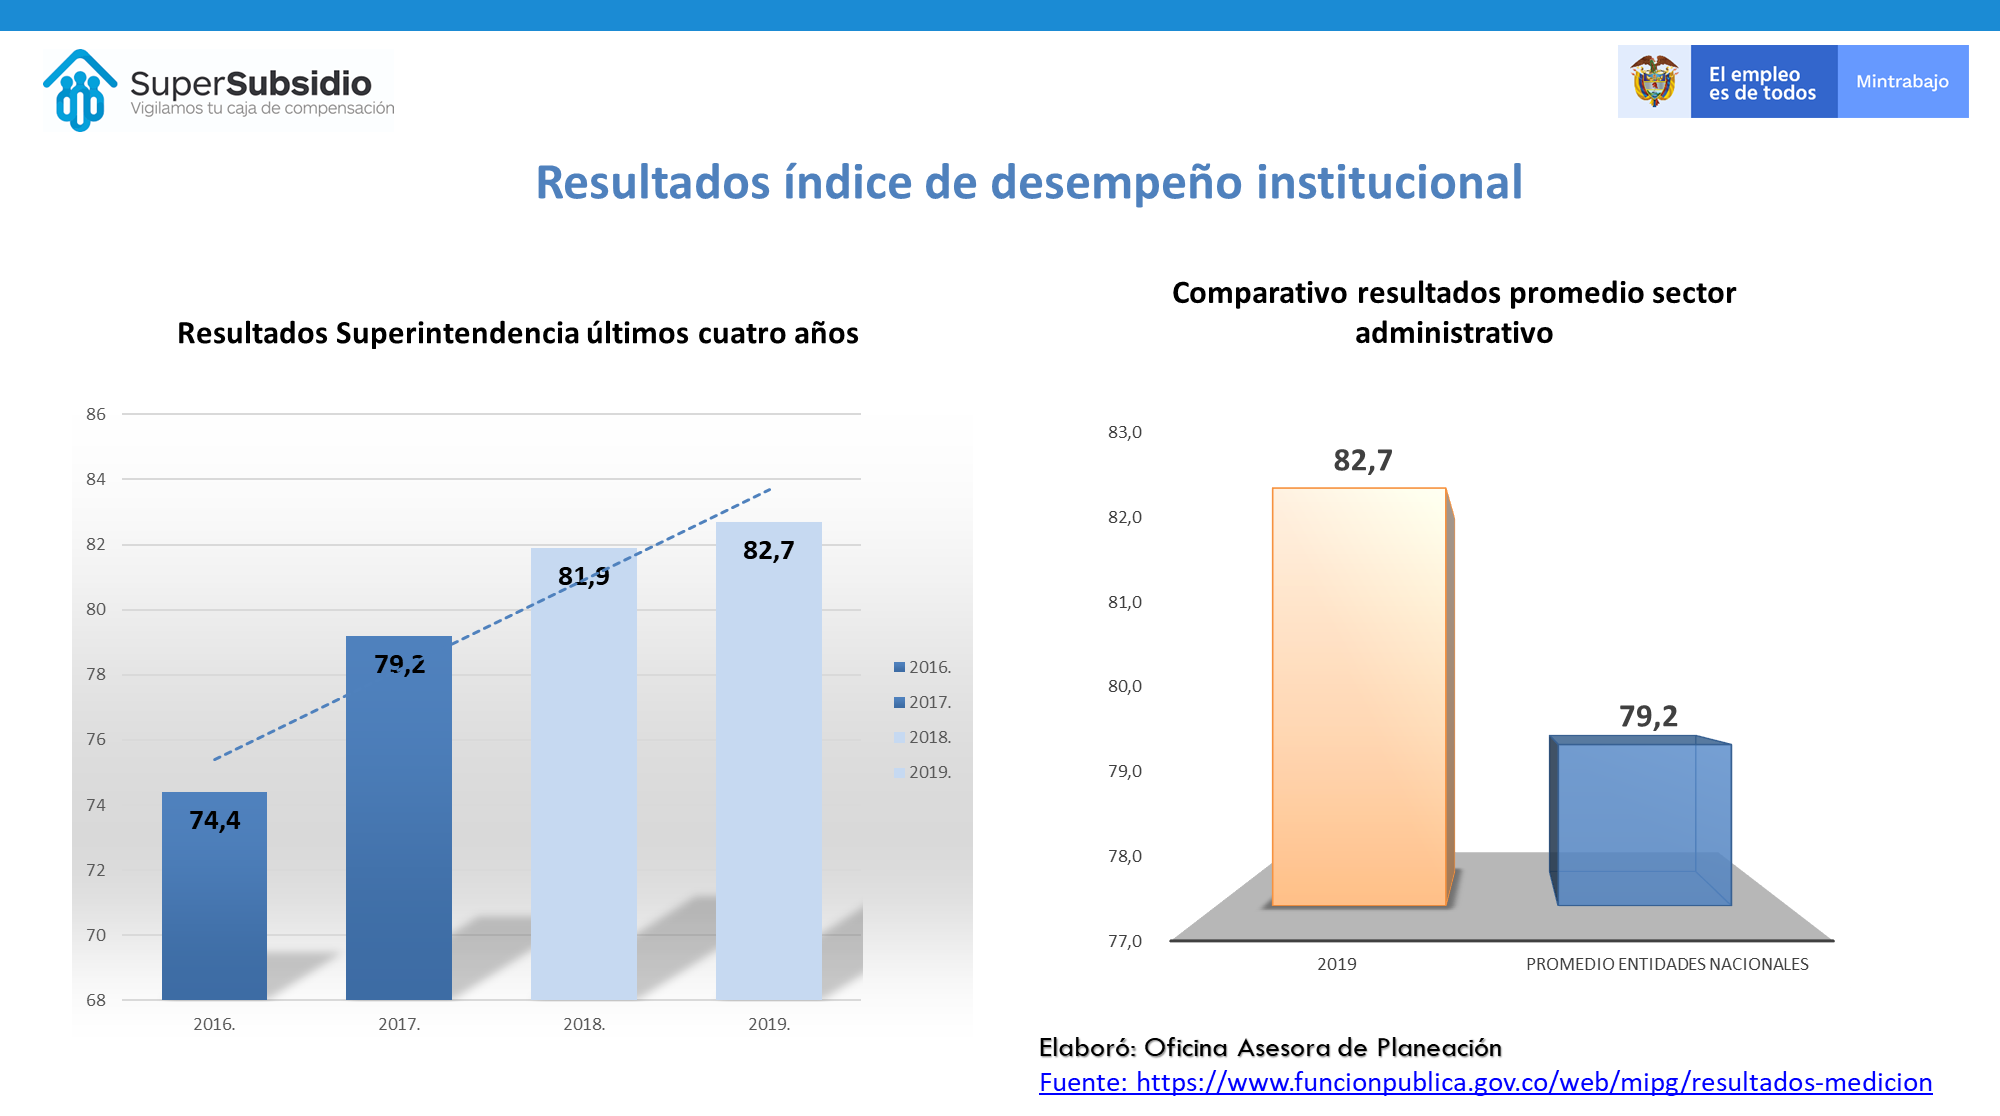 SuperSubsidio
Vigilamos tu caja de compensación
El empleo
es de todos
Mintrabajo
Resultados índice de desempeño institucional
Resultados Superintendencia últimos cuatro años
86
84
82
80
78
76
74
72
70
68
74,4
79,2
81,9
82,7
2016.
2017.
2018.
2019.
2016.
2017.
2018.
2019.
Comparativo resultados promedio sector
administrativo
83,0
82,0
81,0
80,0
79,0
78,0
77,0
82,7
79,2
2019
PROMEDIO ENTIDADES NACIONALES
Elaboró: Oficina Asesora de Planeación
Fuente: https://www.funcionpublica.gov.co/web/mipg/resultados-medicion